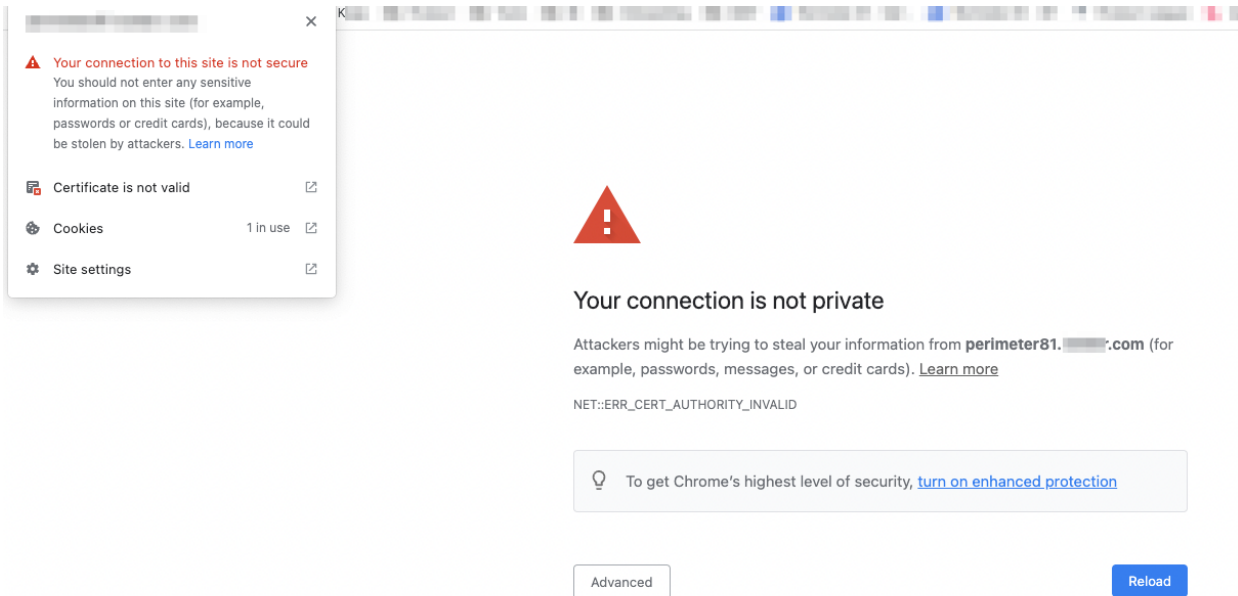 Your connection to this site is not secure
You should not enter any sensitive
information on this site (for example,
passwords or credit cards), because it could
be stolen by attackers. Learn more
Certificate is not valid
Cookies 1 in use
Site settings
Your connection is not private
Attackers might be trying to steal your information from perimeter81. .com (for
example, passwords, messages, or credit cards). Learn more
NET::ERR_CERT_AUTHORITY_INVALID
To get Chrome's highest level of security, turn on enhanced protection
Advanced Reload